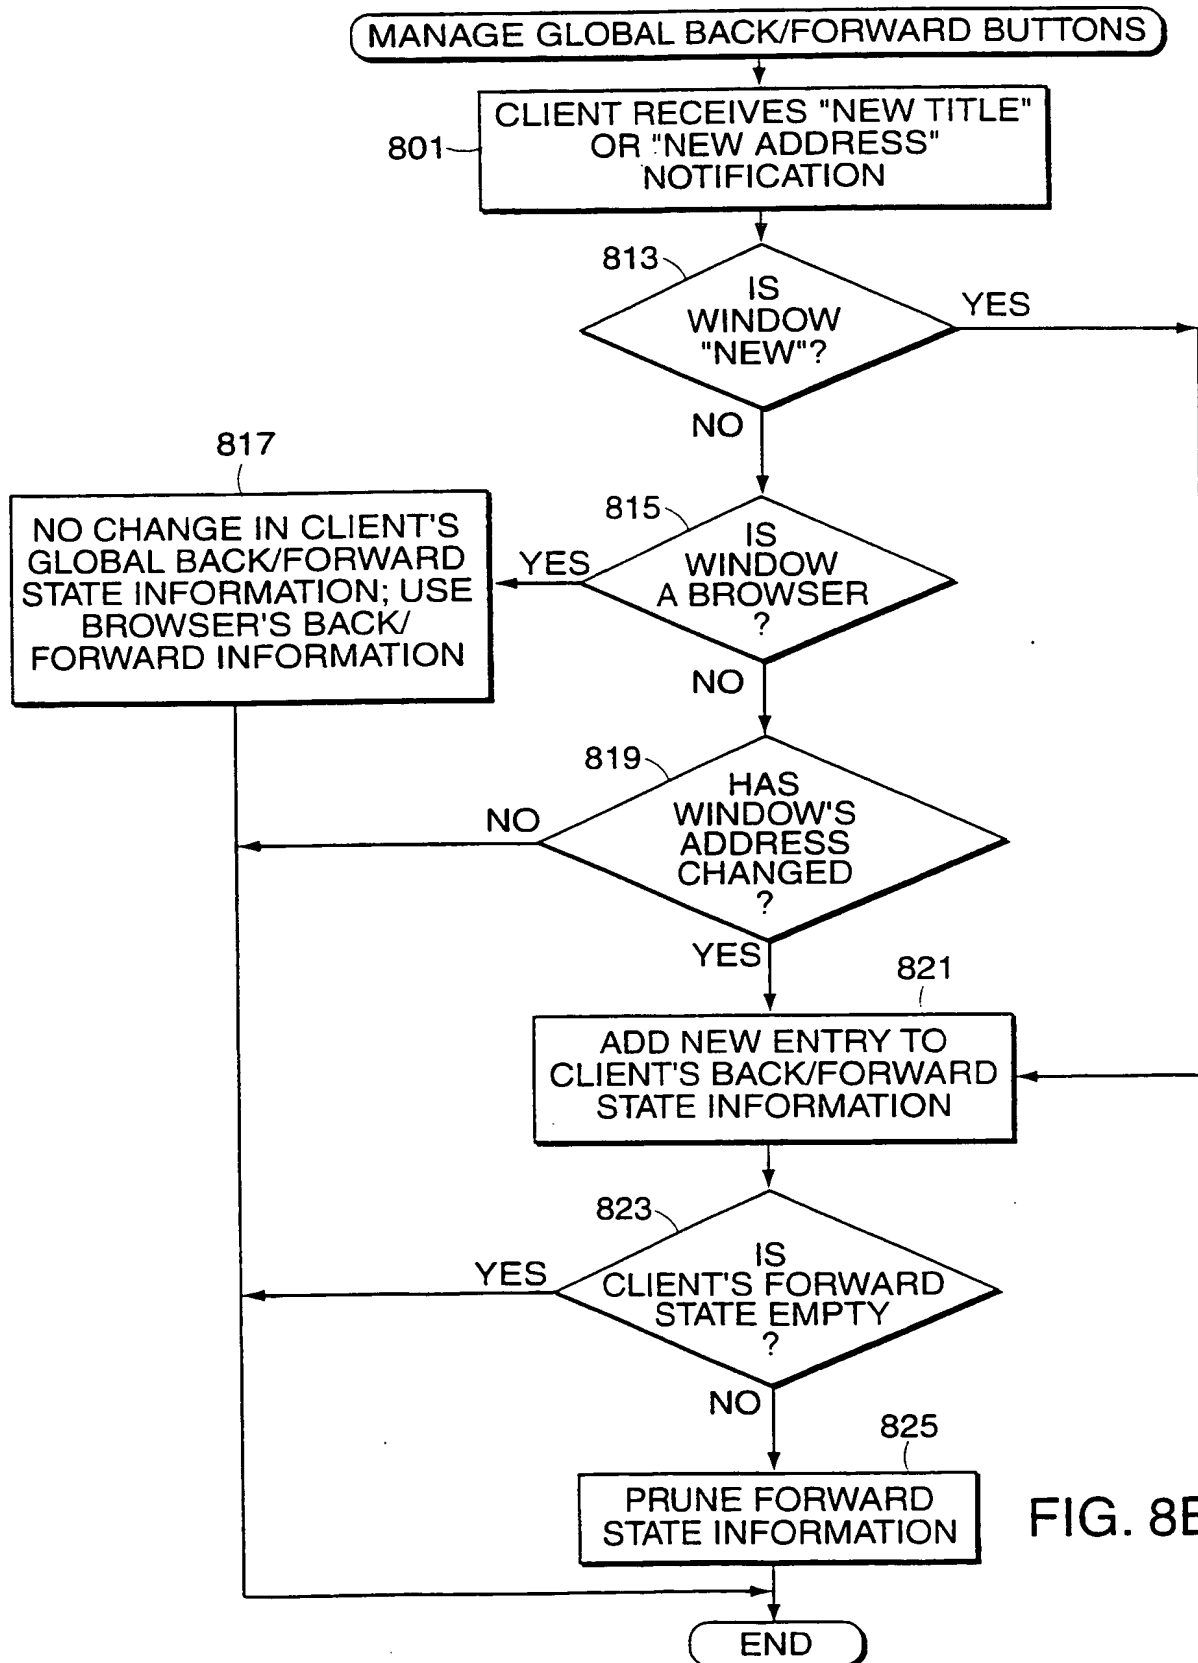 MANAGE GLOBAL BACK/FORWARD BUTTONS
801
CLIENT RECEIVES "NEW TITLE"
OR "NEW ADDRESS"
NOTIFICATION
813
IS
WINDOW
"NEW"?
YES
NO
817
NO CHANGE IN CLIENT'S
GLOBAL BACK/FORWARD
STATE INFORMATION; USE
BROWSER'S BACK/
FORWARD INFORMATION
815
IS
WINDOW
A BROWSER
?
YES
NO
819
HAS
WINDOW'S
ADDRESS
CHANGED
?
NO
YES
821
ADD NEW ENTRY TO
CLIENT'S BACK/FORWARD
STATE INFORMATION
823
IS
CLIENT'S FORWARD
STATE EMPTY
?
YES
NO
825
PRUNE FORWARD
STATE INFORMATION
FIG. 8B
END